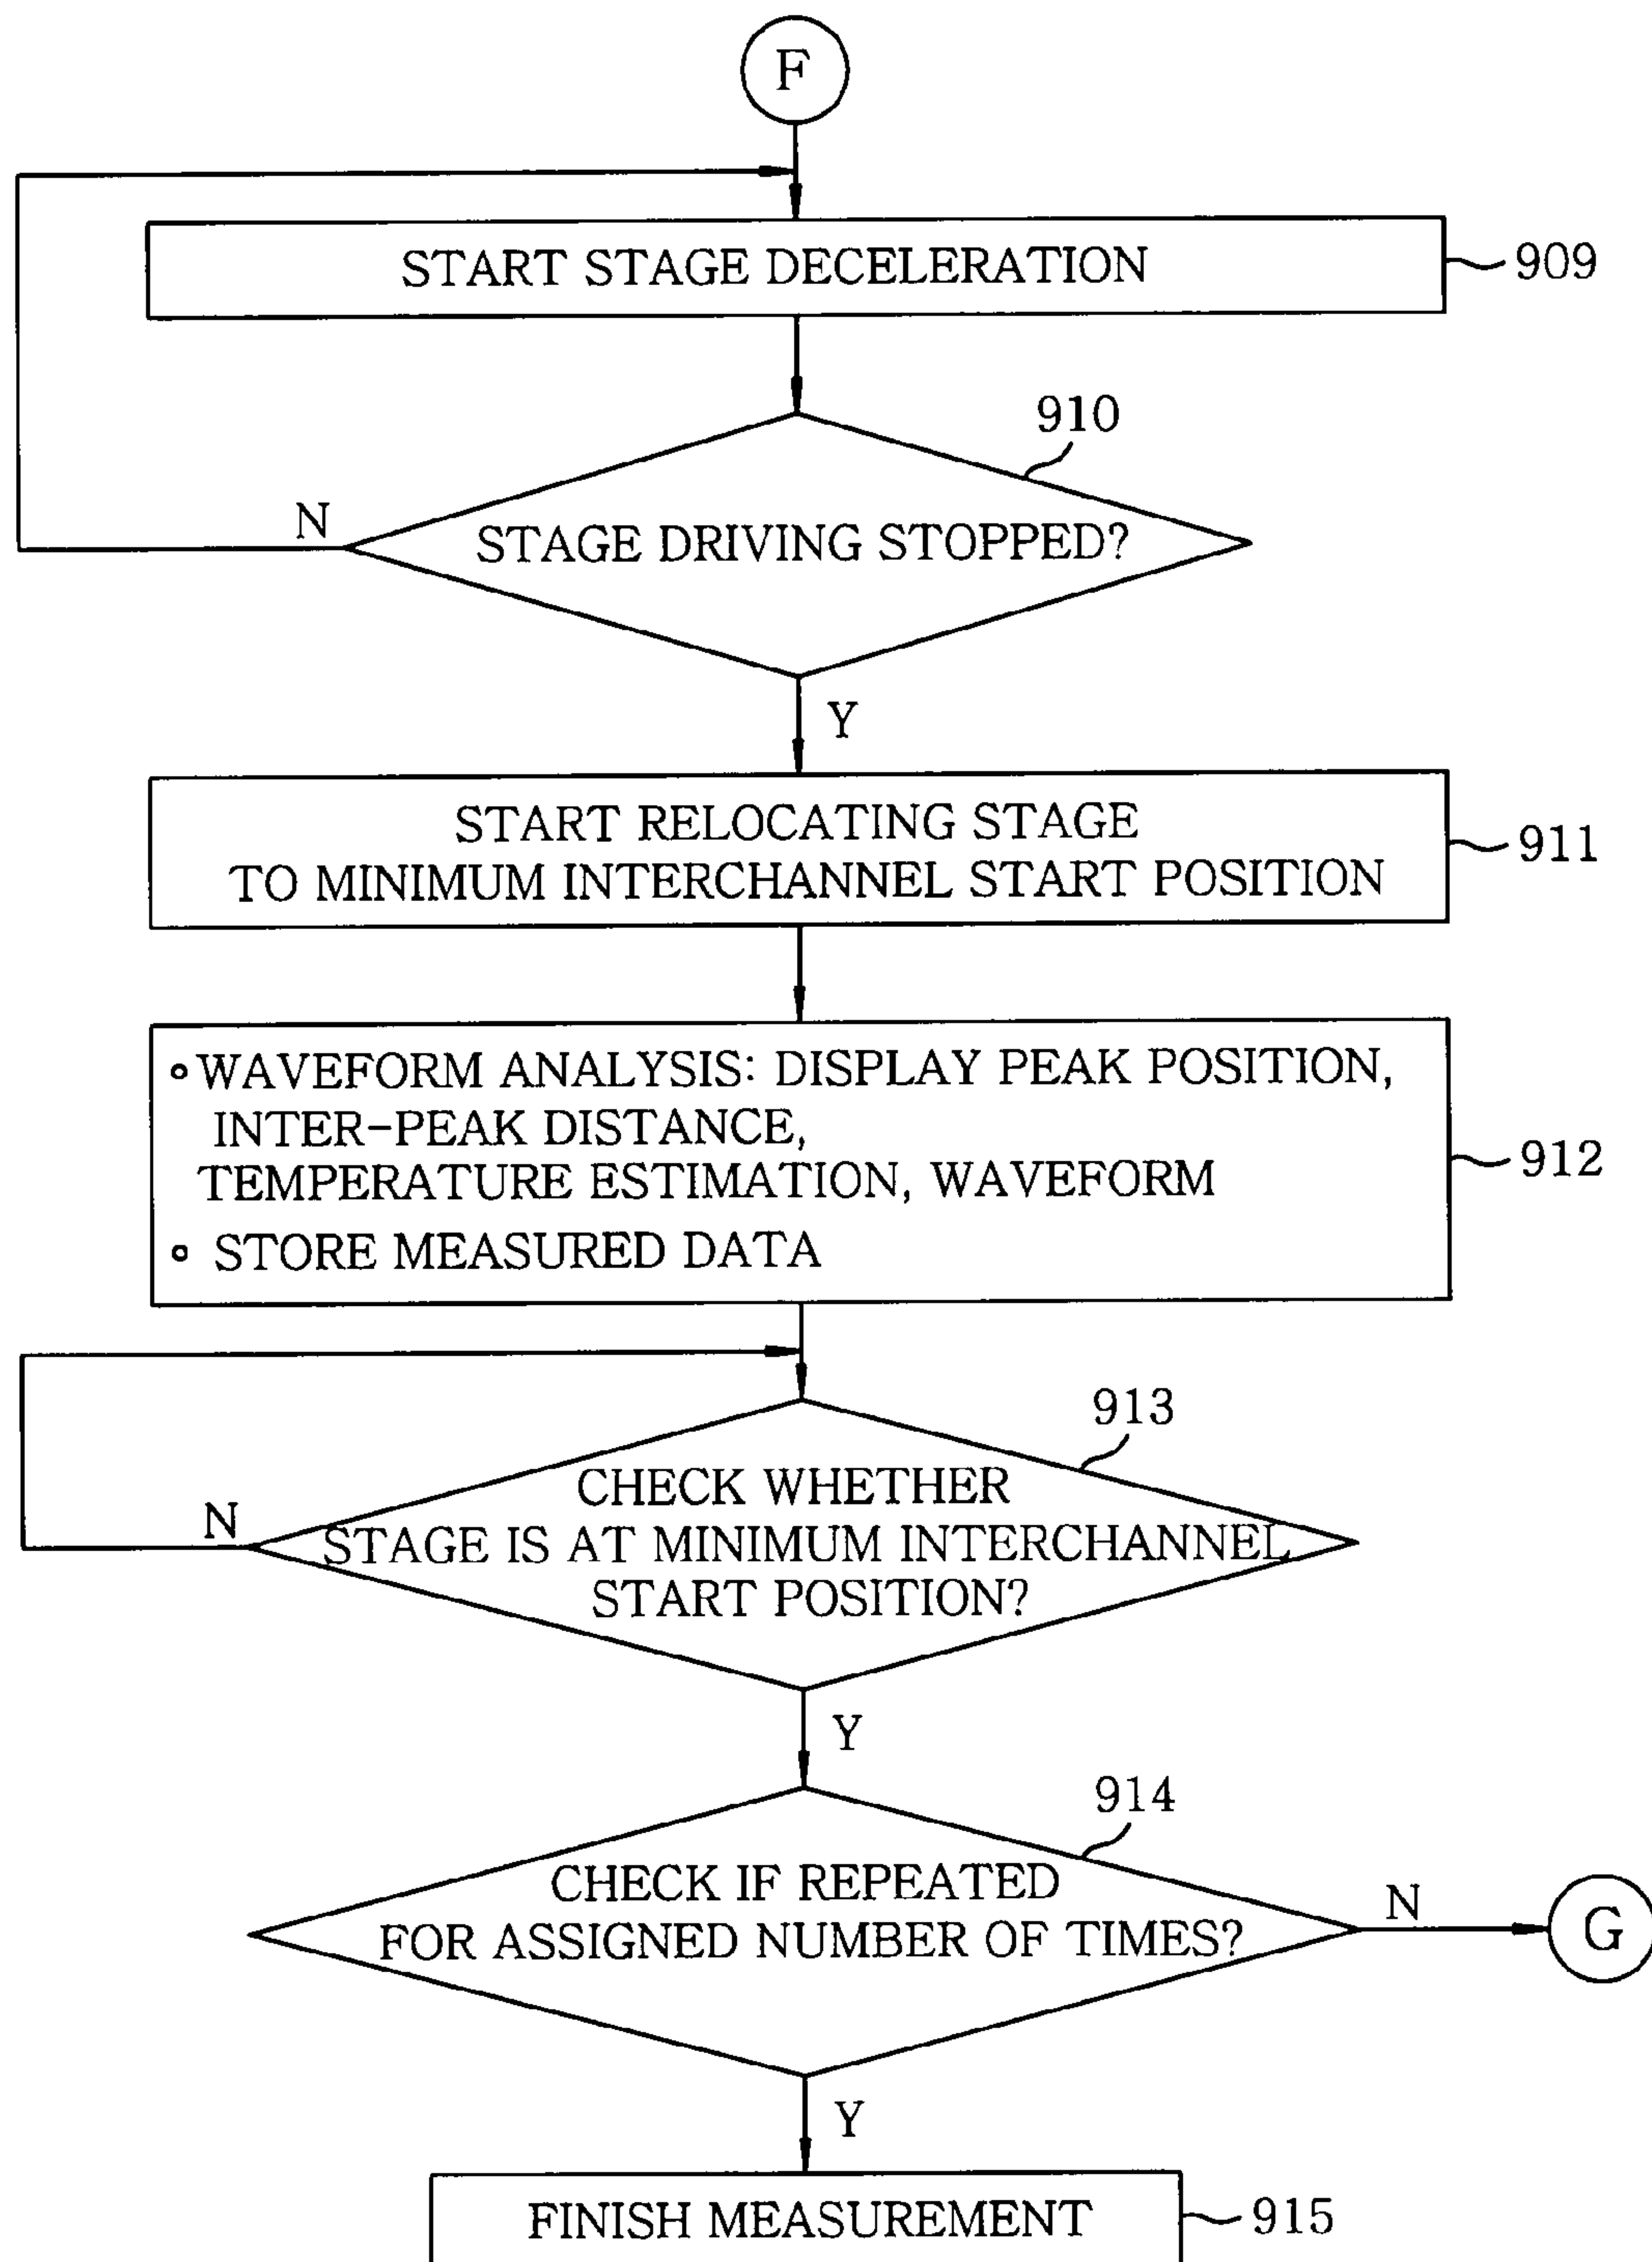 F
START STAGE DECELERATION
909
910
N
STAGE DRIVING STOPPED?
Y
START RELOCATING STAGE
TO MINIMUM INTERCHANNEL START POSITION
911
WAVEFORM ANALYSIS: DISPLAY PEAK POSITION,
INTER-PEAK DISTANCE,
TEMPERATURE ESTIMATION, WAVEFORM
STORE MEASURED DATA
912
913
N
CHECK WHETHER
STAGE IS AT MINIMUM INTERCHANNEL
START POSITION?
Y
914
CHECK IF REPEATED
FOR ASSIGNED NUMBER OF TIMES?
N
G
Y
FINISH MEASUREMENT
915